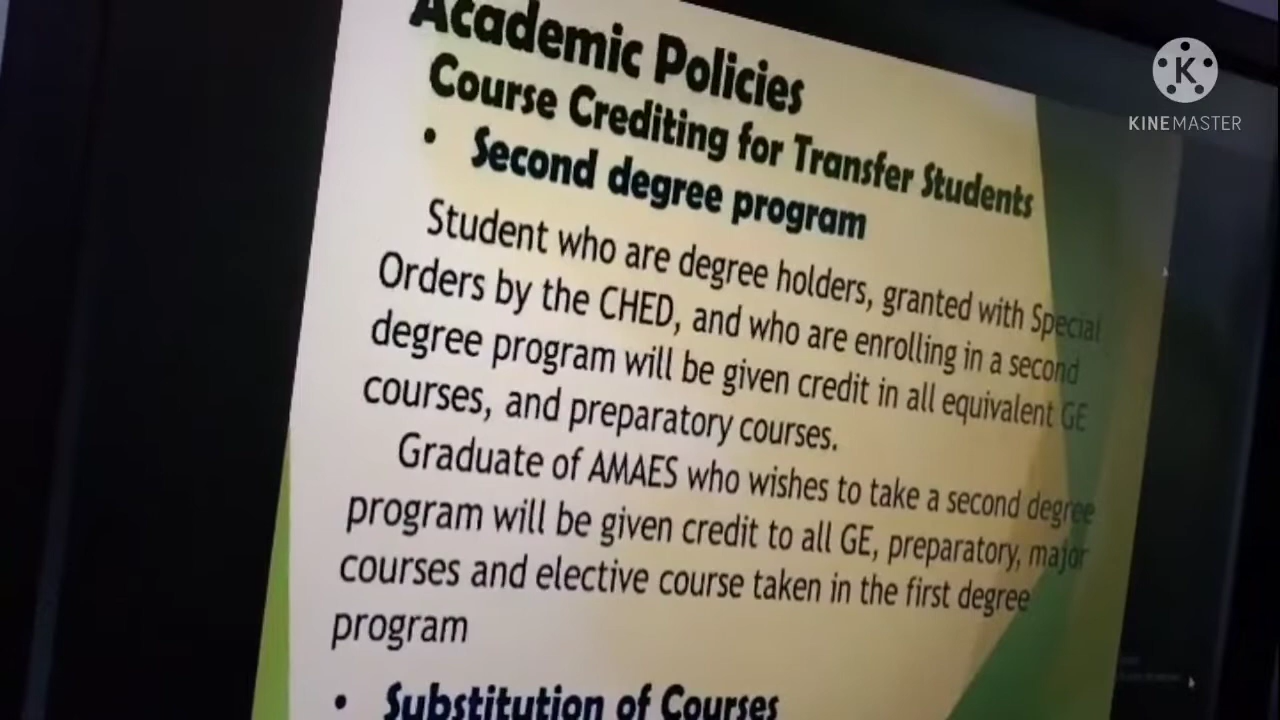 Academic Policies
Course Crediting for Transfer Students
• Second degree program
Student who are degree holders, granted with Special
Orders by the CHED, and who are enrolling in a second
degree program will be given credit in all equivalent GE
courses, and preparatory courses.
Graduate of AMAES who wishes to take a second degree
program will be given credit to all GE, preparatory, major
courses and elective course taken in the first degree
program
• Substitution of Courses
K
KINEMASTER